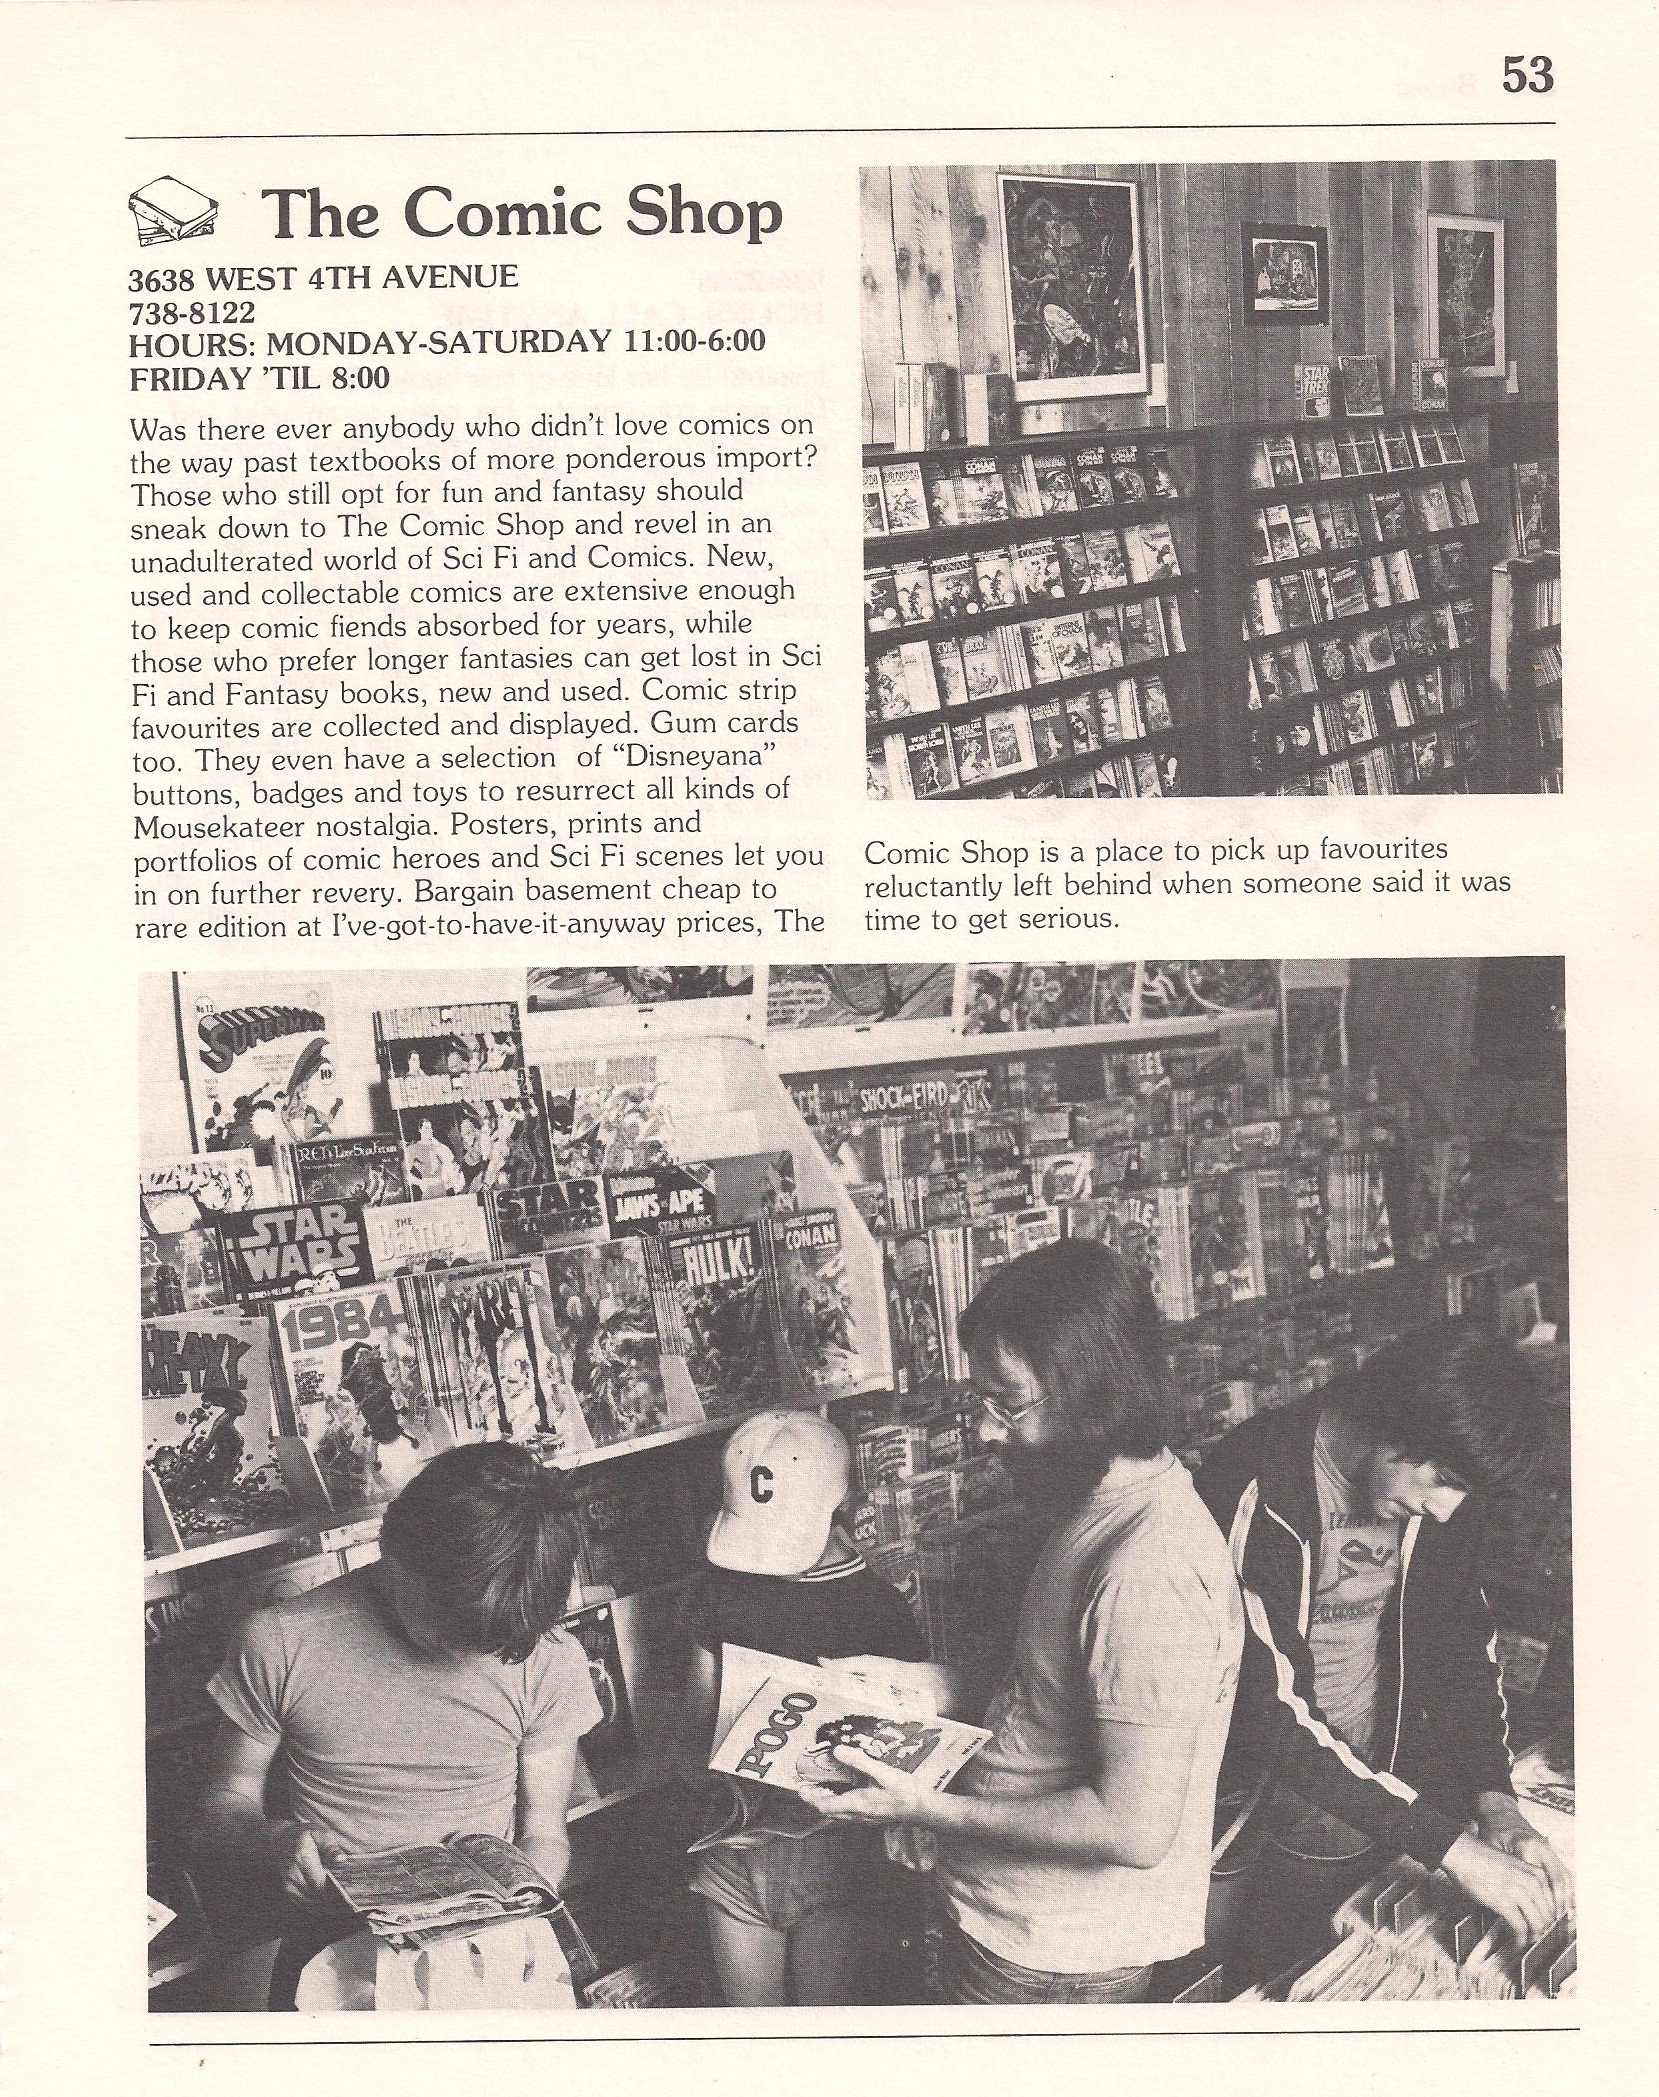 53
The Comic Shop
3638 WEST 4TH AVENUE
738-8122
HOURS: MONDAY-SATURDAY 11:00-6:00
FRIDAY 'TIL 8:00
Was there ever anybody who didn't love comics on
the way past textbooks of more ponderous import?
Those who still opt for fun and fantasy should
sneak down to The Comic Shop and revel in an
unadulterated world of Sci Fi and Comics. New,
used and collectable comics are extensive enough
to keep comic fiends absorbed for years, while
those who prefer longer fantasies can get lost in Sci
Fi and Fantasy books, new and used. Comic strip
favourites are collected and displayed. Gum cards
too. They even have a selection of “Disneyana”
buttons, badges and toys to resurrect all kinds of
Mousekateer nostalgia. Posters, prints and
portfolios of comic heroes and Sci Fi scenes let you
in on further revery. Bargain basement cheap to
rare edition at I've-got-to-have-it-anyway prices, The
STAR
TREK
CONAN
CONAN
CONAN
CONAN
Comic Shop is a place to pick up favourites
reluctantly left behind when someone said it was
time to get serious.
No 13
SUPERMAN
SHOCK
STAR
WARS
THE
BEATLES
STAR
JAWS
APE
STAR WARS
HULK!
CONAN
HEAVY
METAL
1984
C
POGO